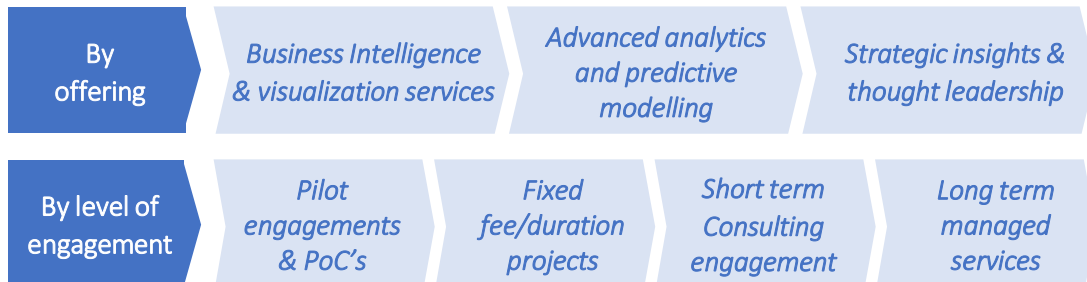 By
offering
Business Intelligence
& visualization services
Advanced analytics
and predictive
modelling
Strategic insights &
thought leadership
By level of
engagement
Pilot
engagements
& PoC's
Fixed
fee/duration
projects
Short term
Consulting
engagement
Long term
managed
services